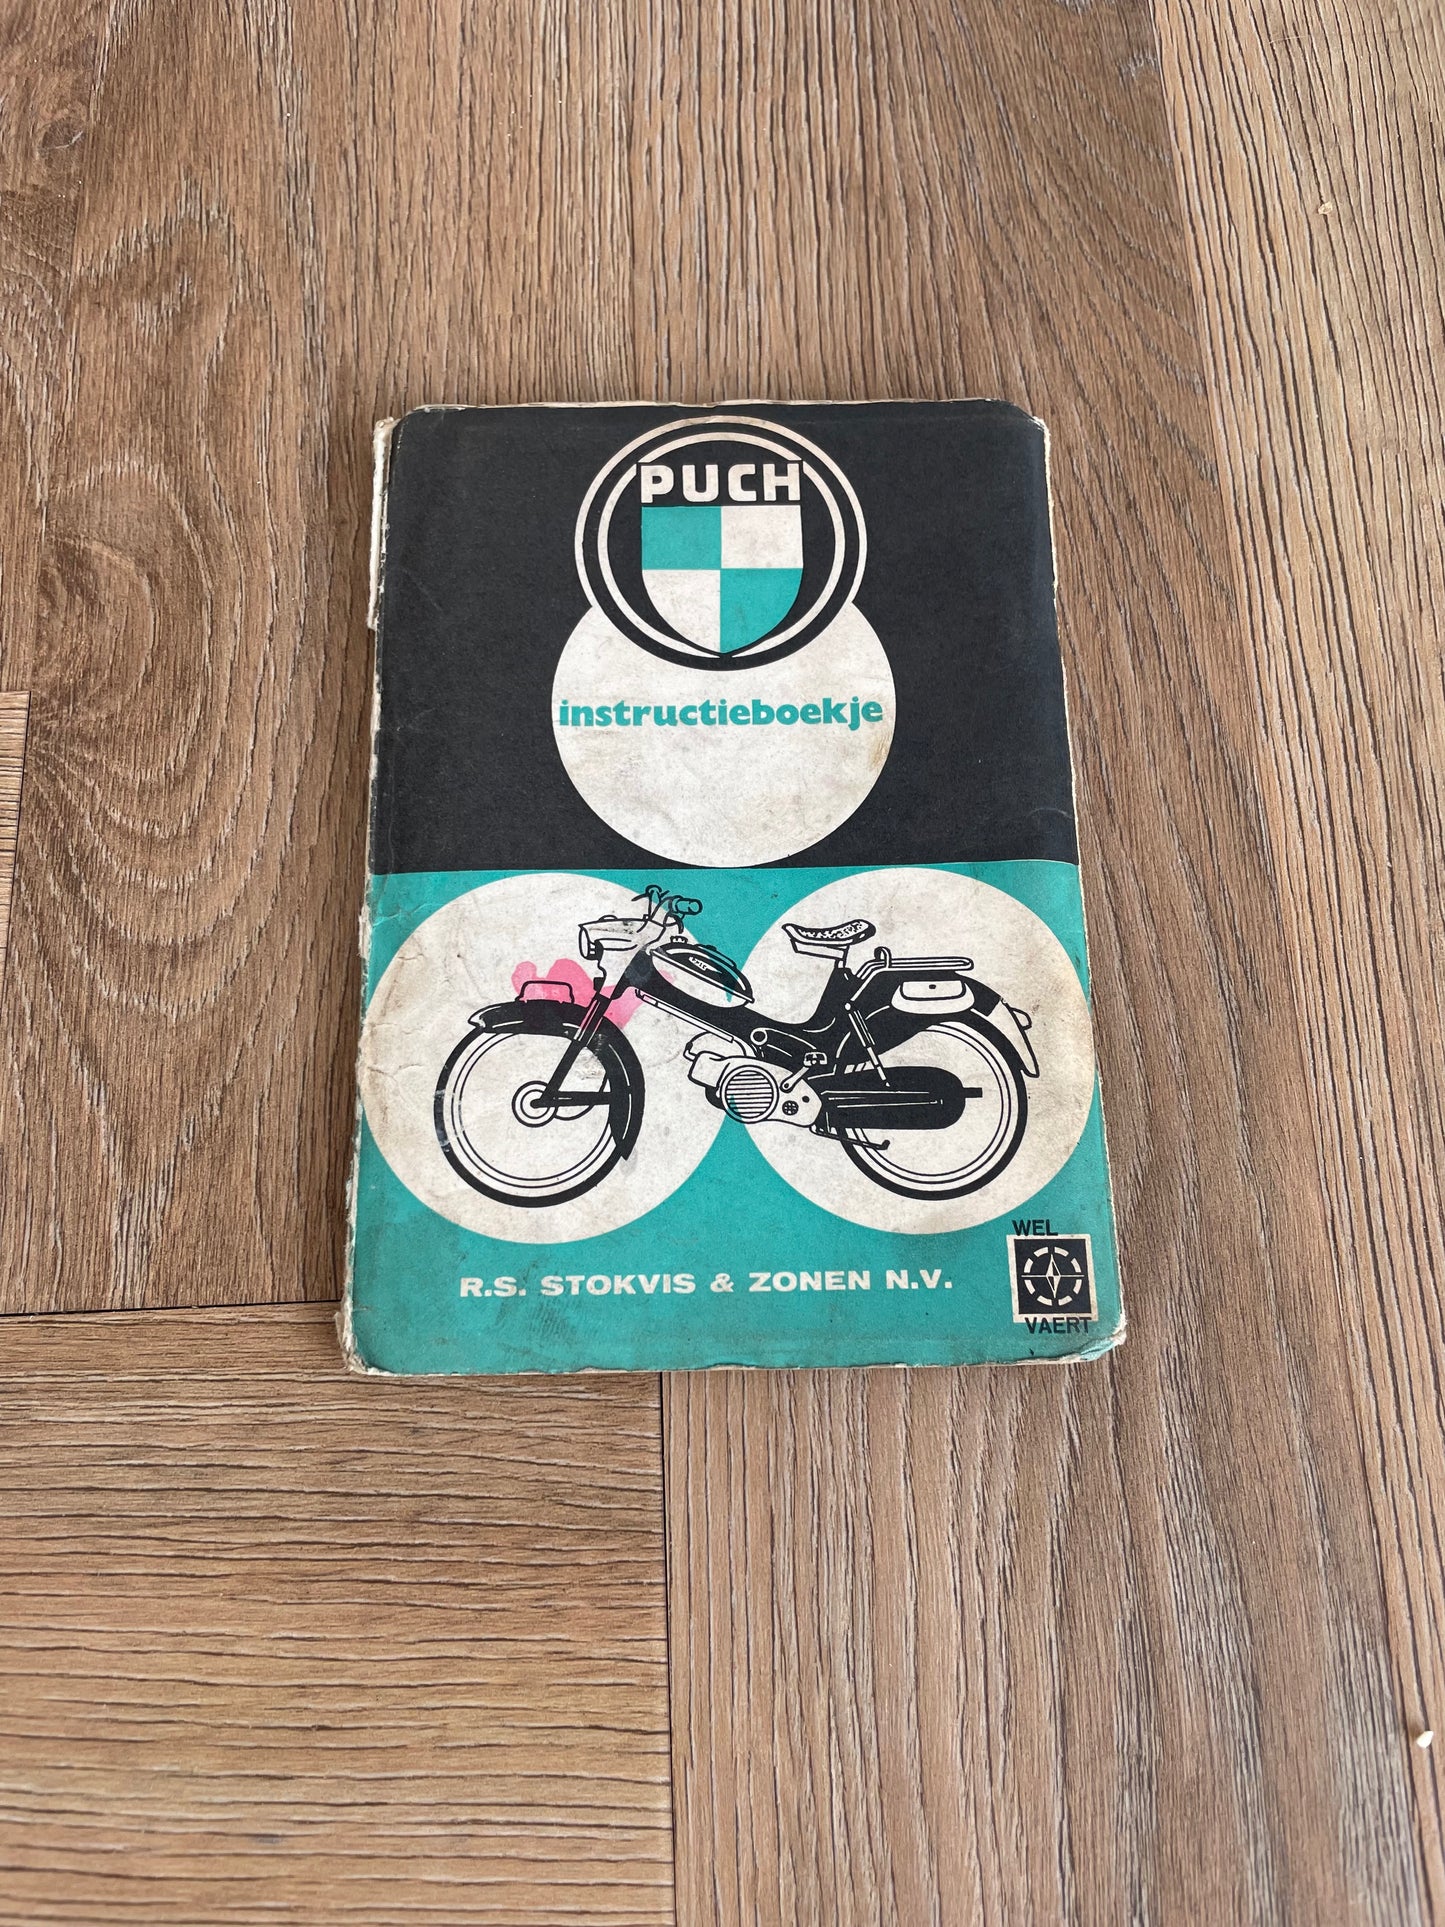 PUCH
instructieboekje
R.S. STOKVIS & ZONEN N.V.
WEL
VAERT